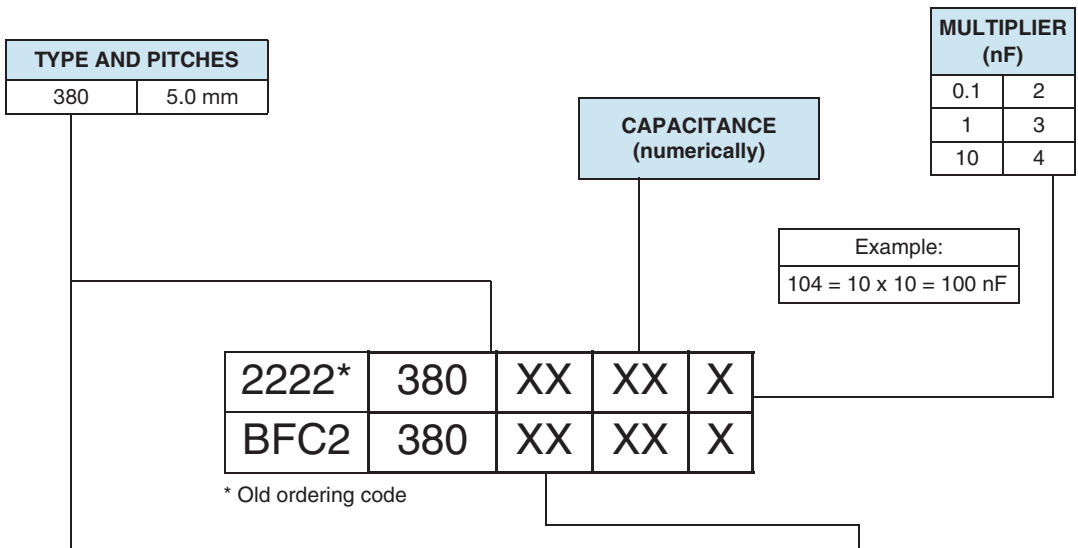 TYPE AND PITCHES
380 5.0 mm
CAPACITANCE
(numerically)
MULTIPLIER
(nF)
0.1 2
1 3
10 4
Example:
104 = 10 x 10 = 100 nF
2222* 380 XX XX X
BFC2 380 XX XX X
* Old ordering code